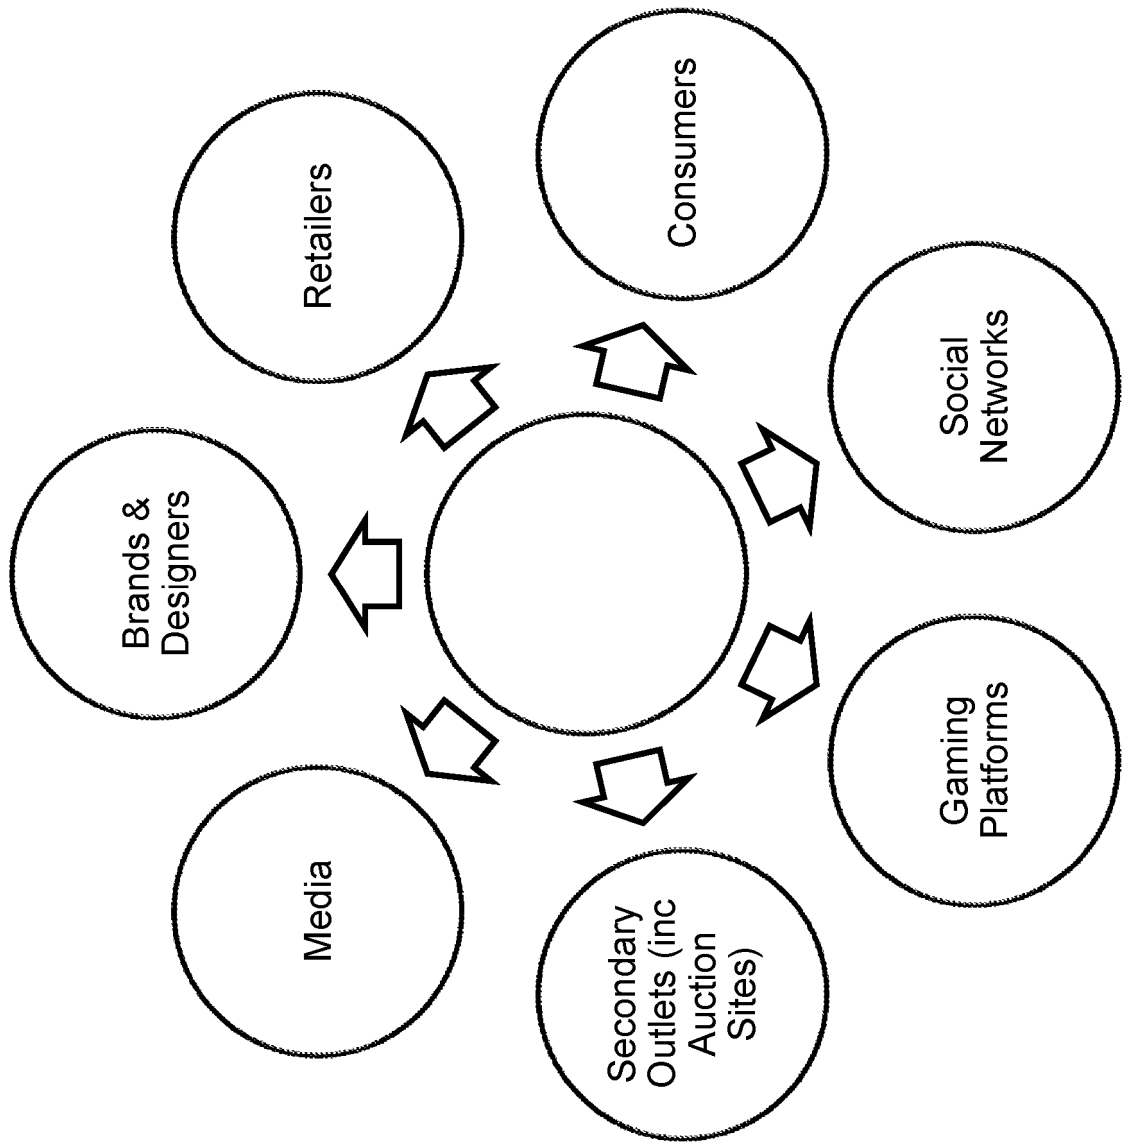 Brands &
Designers
Retailers
Consumers
Social
Networks
Gaming
Platforms
Secondary
Outlets (inc
Auction
Sites)
Media